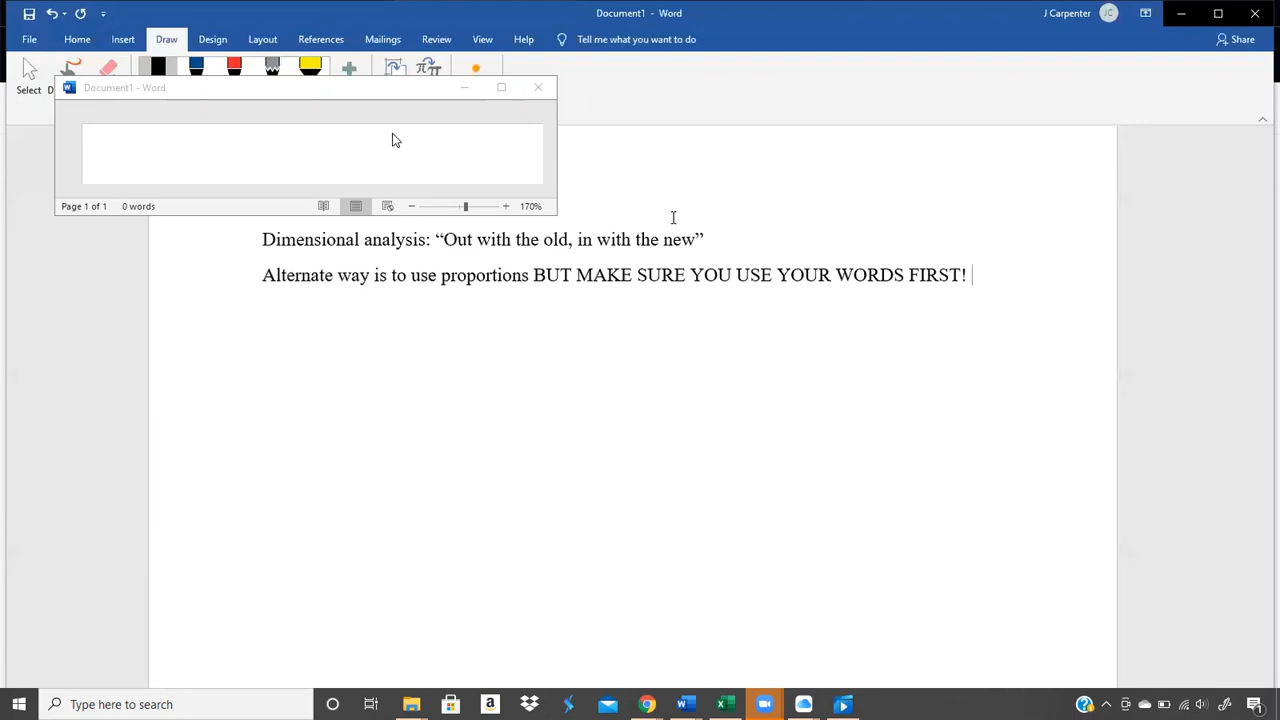 Document1 - Word
J Carpenter
JC
File Home Insert Draw Design Layout References Mailings Review View Help Tell me what you want to do Share
Select
Document1 - Word
Page 1 of 1 0 words 170%
Dimensional analysis: “Out with the old, in with the new”
Alternate way is to use proportions BUT MAKE SURE YOU USE YOUR WORDS FIRST!
Type here to search